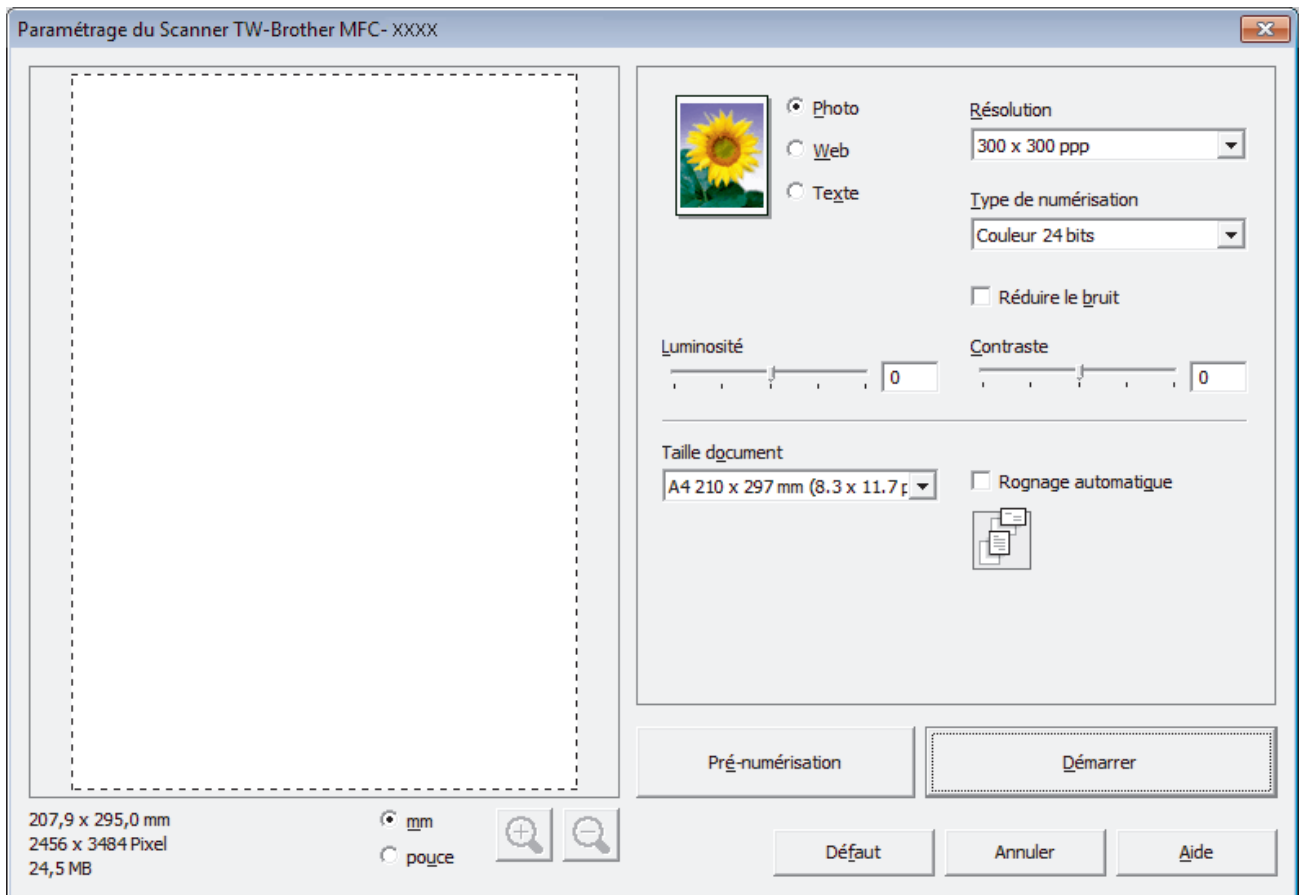 Paramétrage du Scanner TW-Brother MFC- XXXX
Photo
Web
Texte
Résolution
300 x 300 ppp
Type de numérisation
Couleur 24 bits
Réduire le bruit
Luminosité
0
Contraste
0
Taille document
A4 210 x 297 mm (8.3 x 11.7 p
Rognage automatique
Pré-numérisation
Démarrer
207,9 x 295,0 mm
2456 x 3484 Pixel
24,5 MB
mm
pouce
Défaut
Annuler
Aide